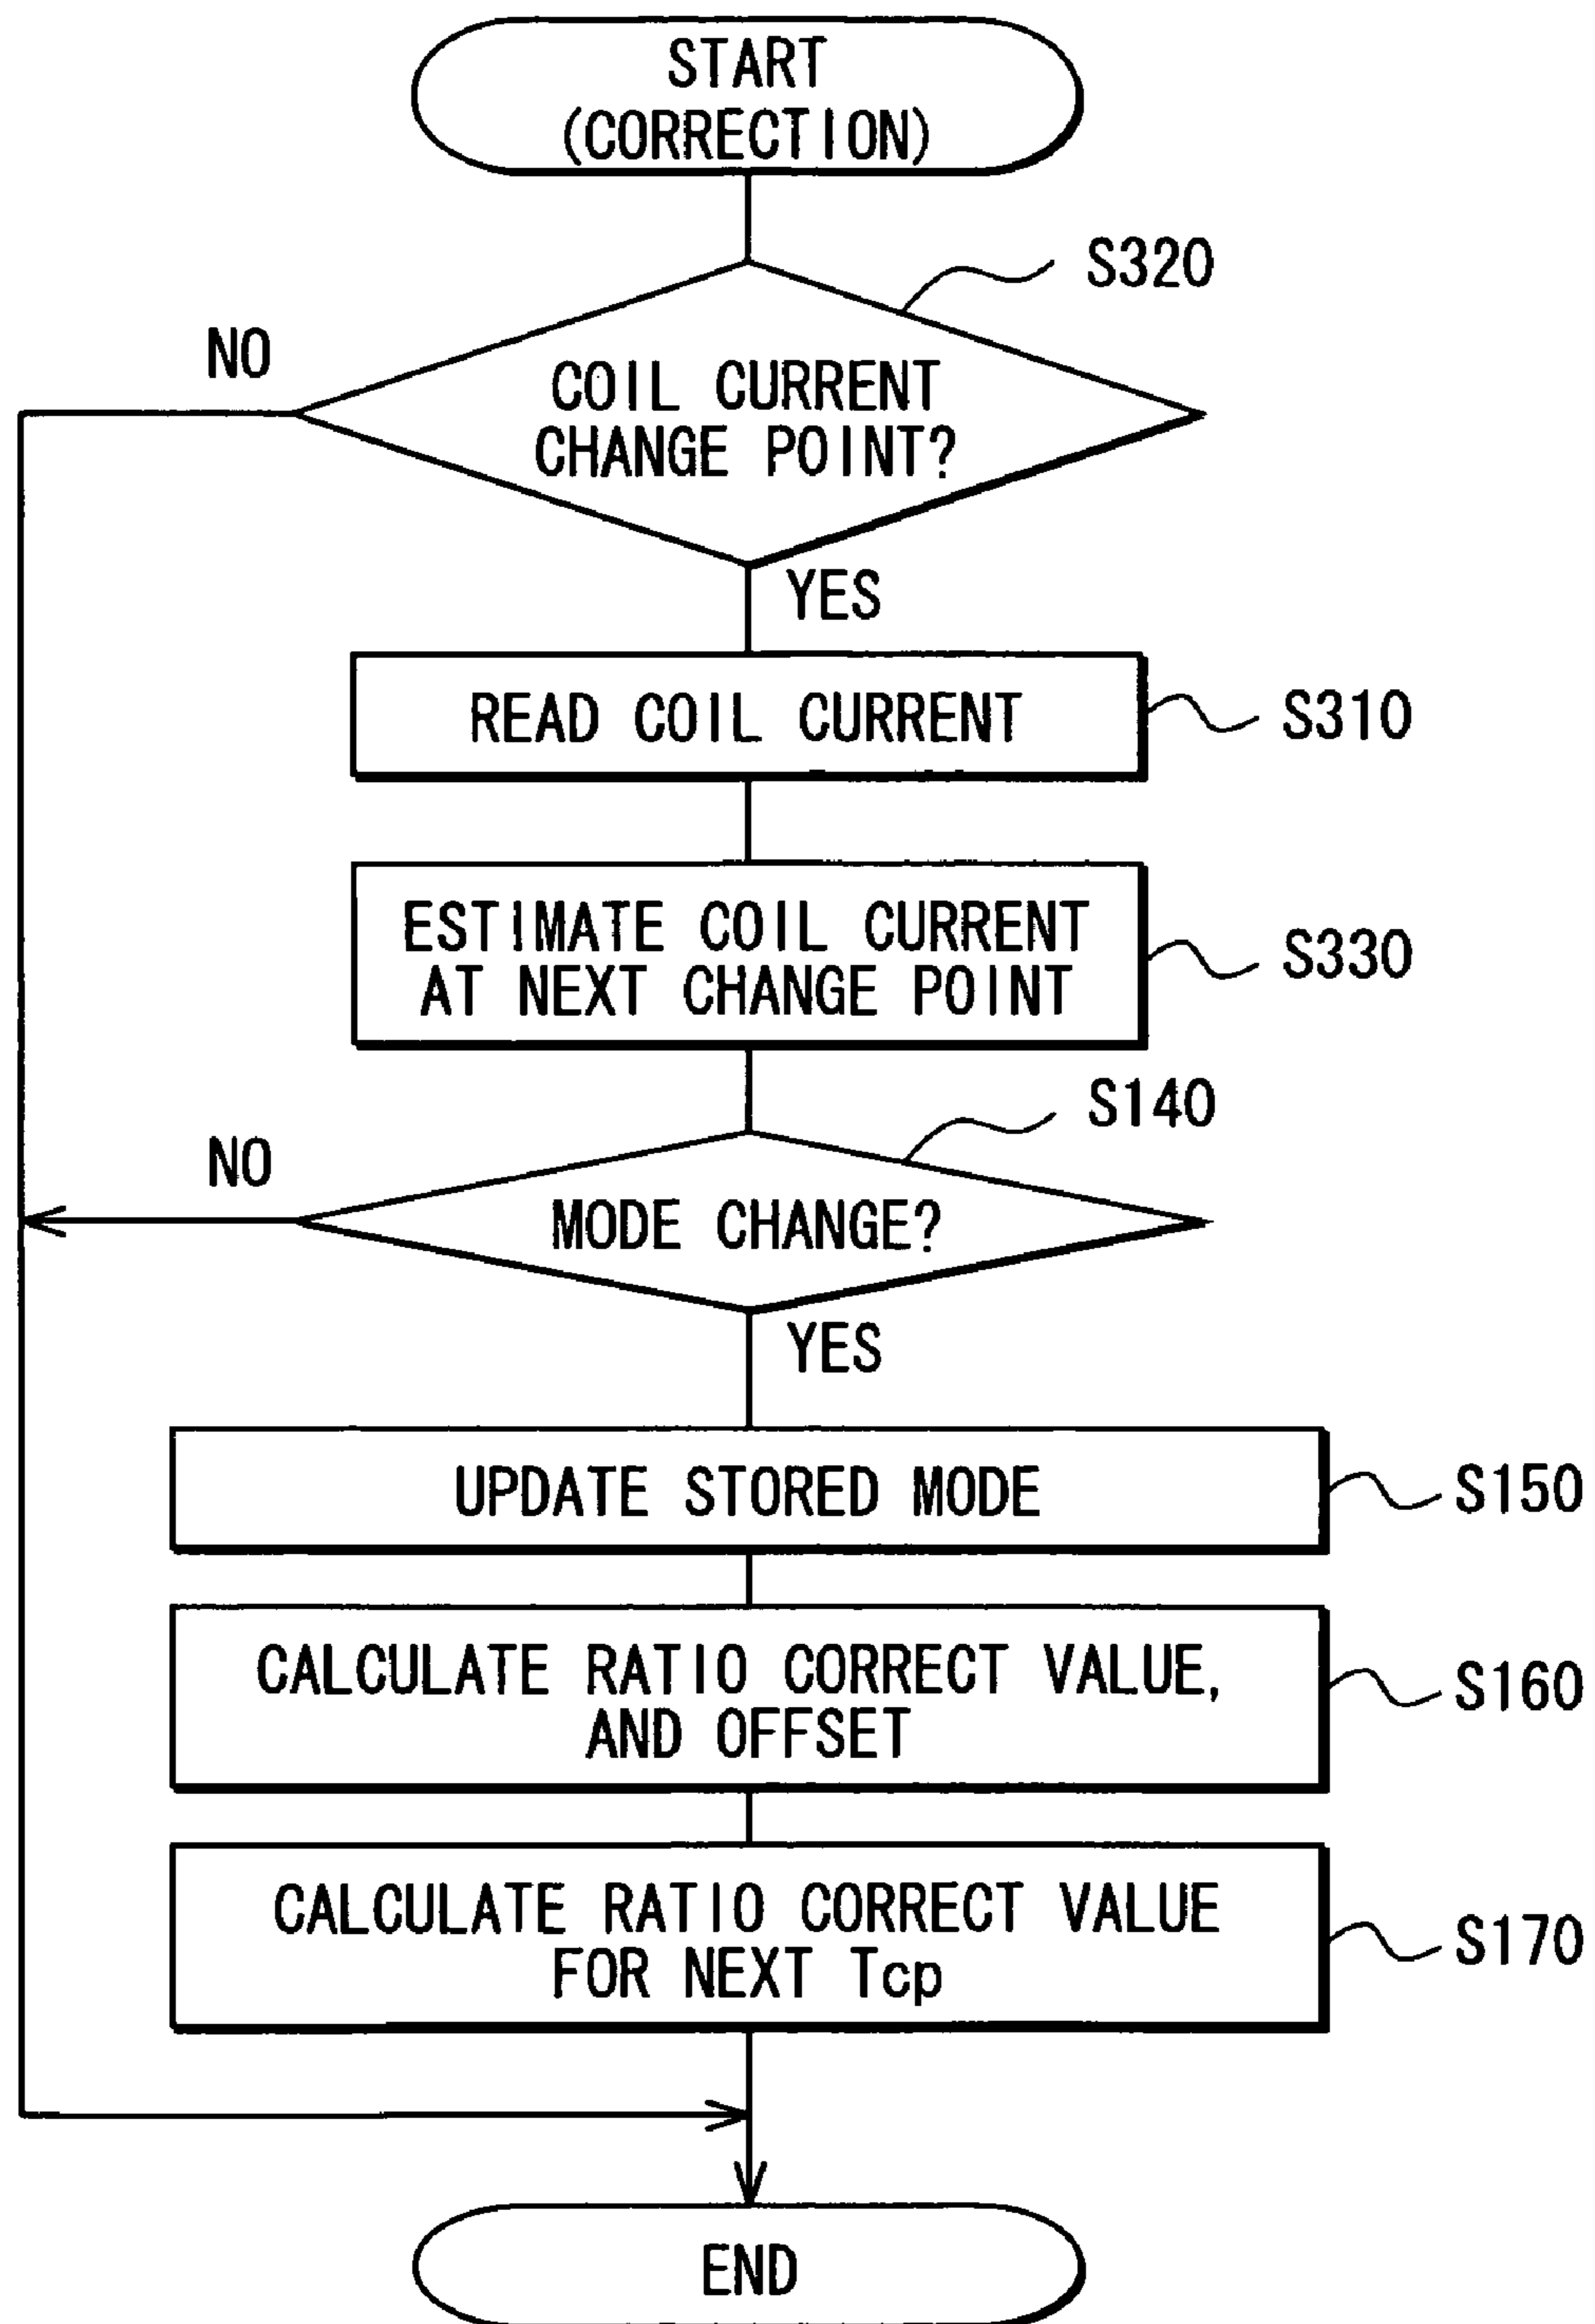 START
(CORRECTION)
S320
NO
COIL CURRENT
CHANGE POINT?
YES
READ COIL CURRENT
S310
ESTIMATE COIL CURRENT
AT NEXT CHANGE POINT
S330
S140
NO
MODE CHANGE?
YES
UPDATE STORED MODE
S150
CALCULATE RATIO CORRECT VALUE,
AND OFFSET
S160
CALCULATE RATIO CORRECT VALUE
FOR NEXT Tcp
S170
END